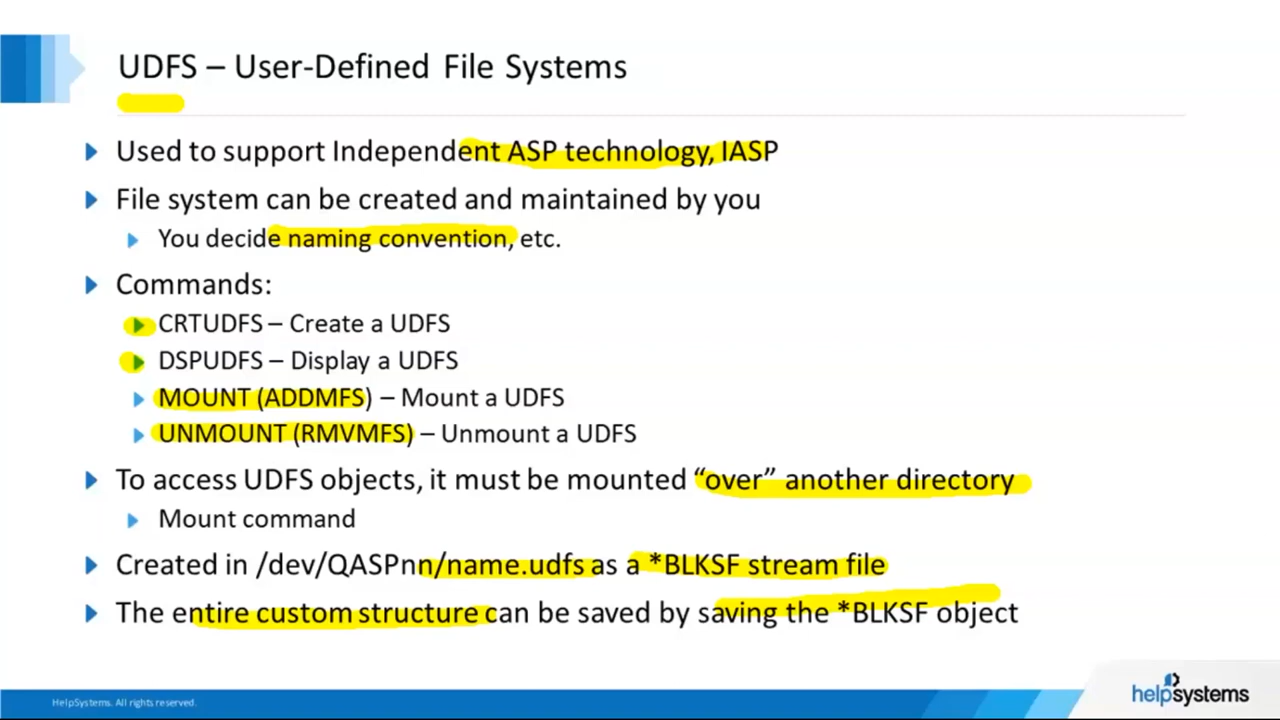 UDFS – User-Defined File Systems
Used to support Independent ASP technology, IASP
File system can be created and maintained by you
You decide naming convention, etc.
Commands:
CRTUDFS – Create a UDFS
DSPUDFS – Display a UDFS
MOUNT (ADDMFS) – Mount a UDFS
UNMOUNT (RMVMFS) – Unmount a UDFS
To access UDFS objects, it must be mounted “over” another directory
Mount command
Created in /dev/QASPnn/name.udfs as a *BLKSF stream file
The entire custom structure can be saved by saving the *BLKSF object
HelpSystems. All rights reserved.
helpsystems